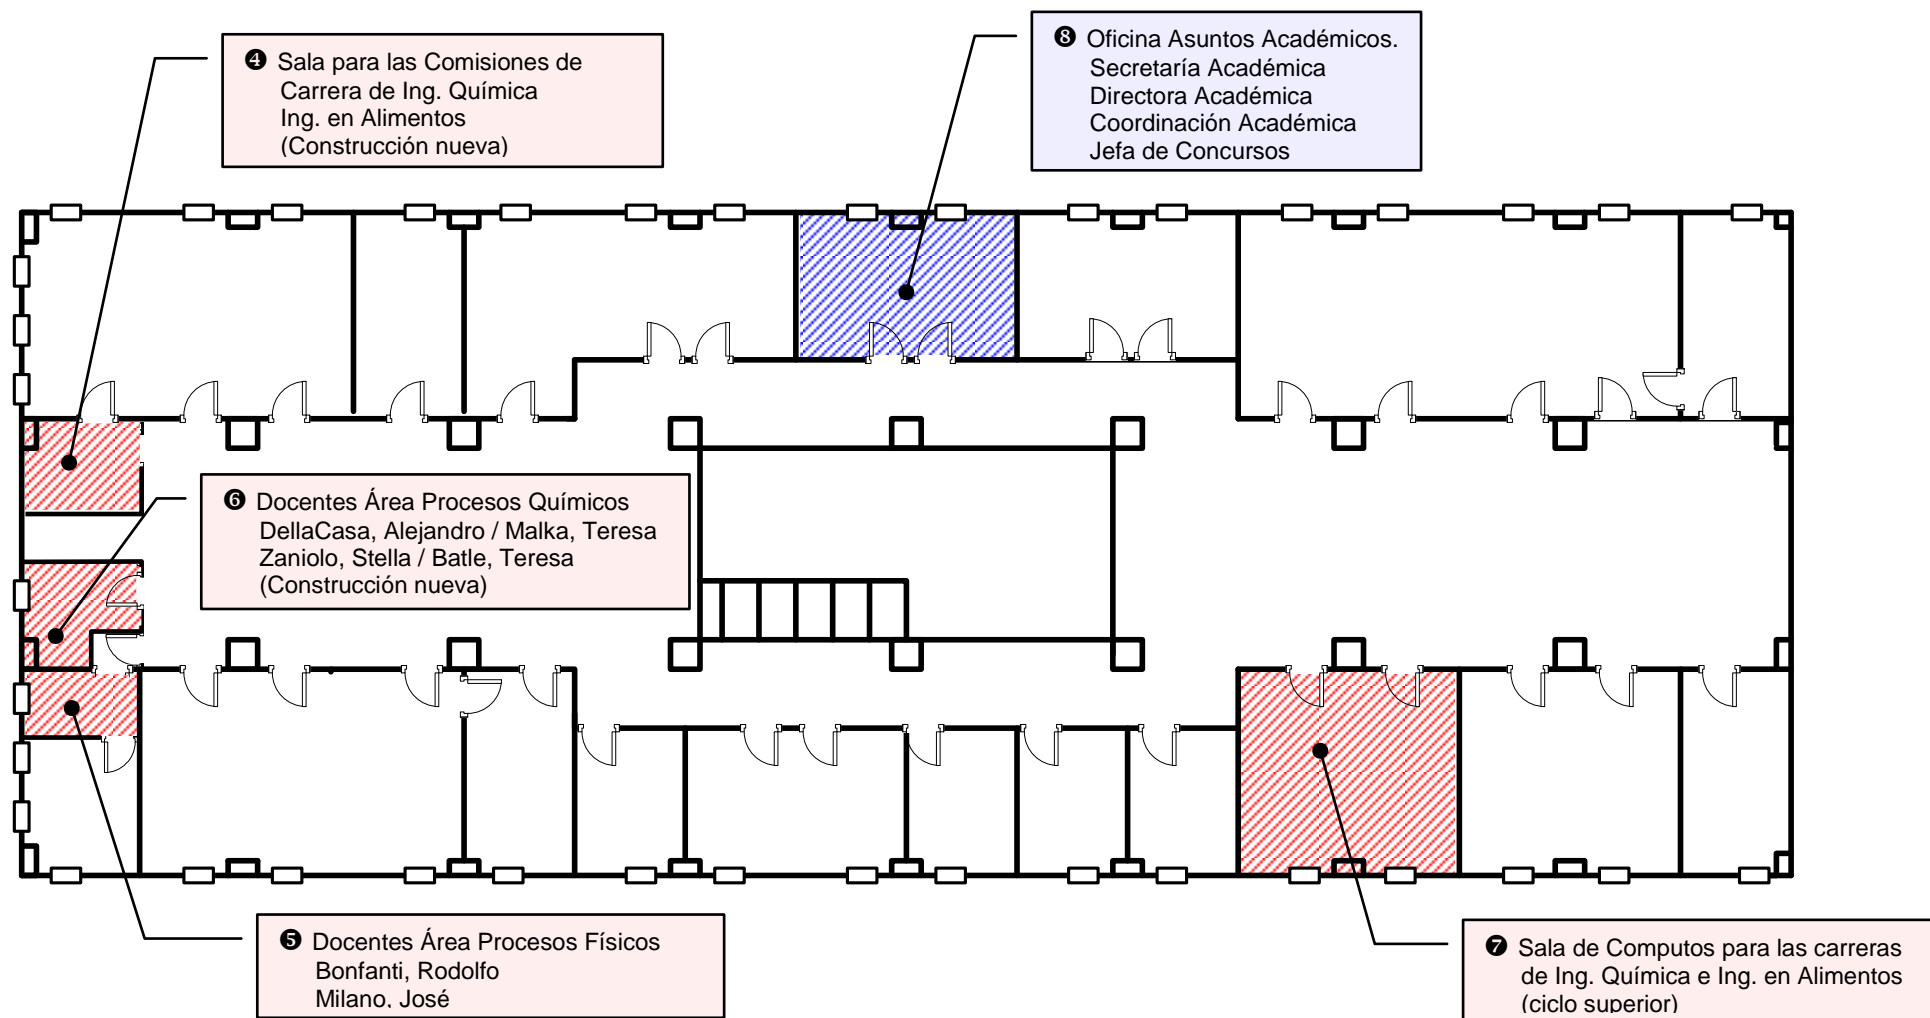 ❹ Sala para las Comisiones de
Carrera de Ing. Química
Ing. en Alimentos
(Construcción nueva)
❽ Oficina Asuntos Académicos.
Secretaría Académica
Directora Académica
Coordinación Académica
Jefa de Concursos
❻ Docentes Área Procesos Químicos
DellaCasa, Alejandro / Malka, Teresa
Zaniolo, Stella / Batle, Teresa
(Construcción nueva)
❺ Docentes Área Procesos Físicos
Bonfanti, Rodolfo
Milano, José
❼ Sala de Computos para las carreras
de Ing. Química e Ing. en Alimentos
(ciclo superior)